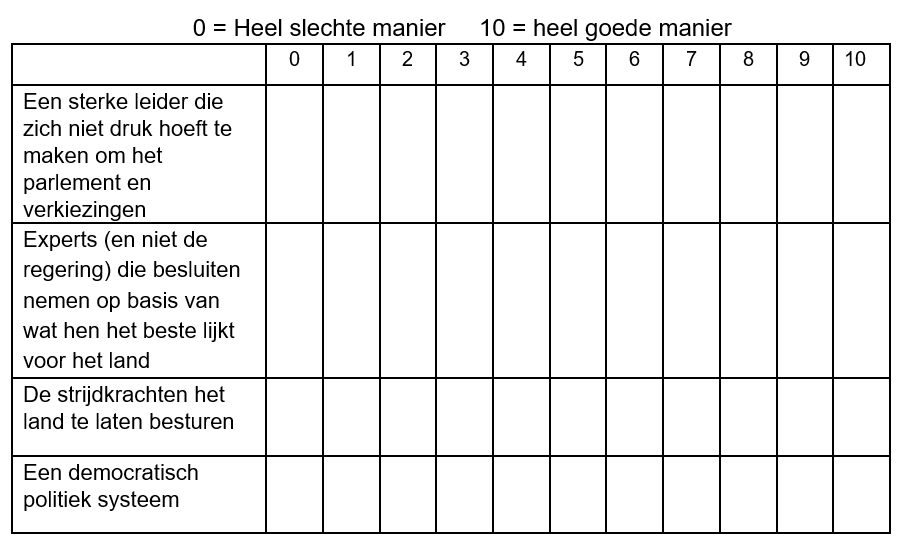 0 = Heel slechte manier 10 = heel goede manier
0 1 2 3 4 5 6 7 8 9 10
Een sterke leider die
zich niet druk hoeft te
maken om het
parlement en
verkiezingen
Experts (en niet de
regering) die besluiten
nemen op basis van
wat hen het beste lijkt
voor het land
De strijdkrachten het
land te laten besturen
Een democratisch
politiek systeem